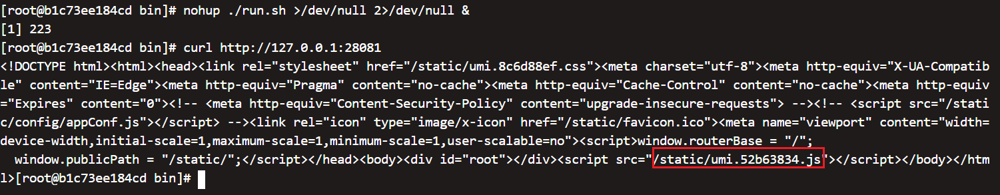 [root@b1c73ee184cd bin]# nohup ./run.sh >/dev/null 2>/dev/null &
[1] 223
[root@b1c73ee184cd bin]# curl http://127.0.0.1:28081
<!DOCTYPE html><html><head><link rel="stylesheet" href="/static/umi.8c6d88ef.css"><meta charset="utf-8"><meta http-equiv="X-UA-Compatib
le" content="IE=Edge"><meta http-equiv="Pragma" content="no-cache"><meta http-equiv="Cache-Control" content="no-cache"><meta http-equiv
="Expires" content="0"><!-- <meta http-equiv="Content-Security-Policy" content="upgrade-insecure-requests"> --><!-- <script src="/stati
c/config/appConf.js"></script> --><link rel="icon" type="image/x-icon" href="/static/favicon.ico"><meta name="viewport" content="width=
device-width,initial-scale=1,maximum-scale=1,minimum-scale=1,user-scalable=no"><script>window.routerBase = "/";
  window.publicPath = "/static/";</script></head><body><div id="root"></div><script src="/static/umi.52b63834.js"></script></body></htm
l>[root@b1c73ee184cd bin]#